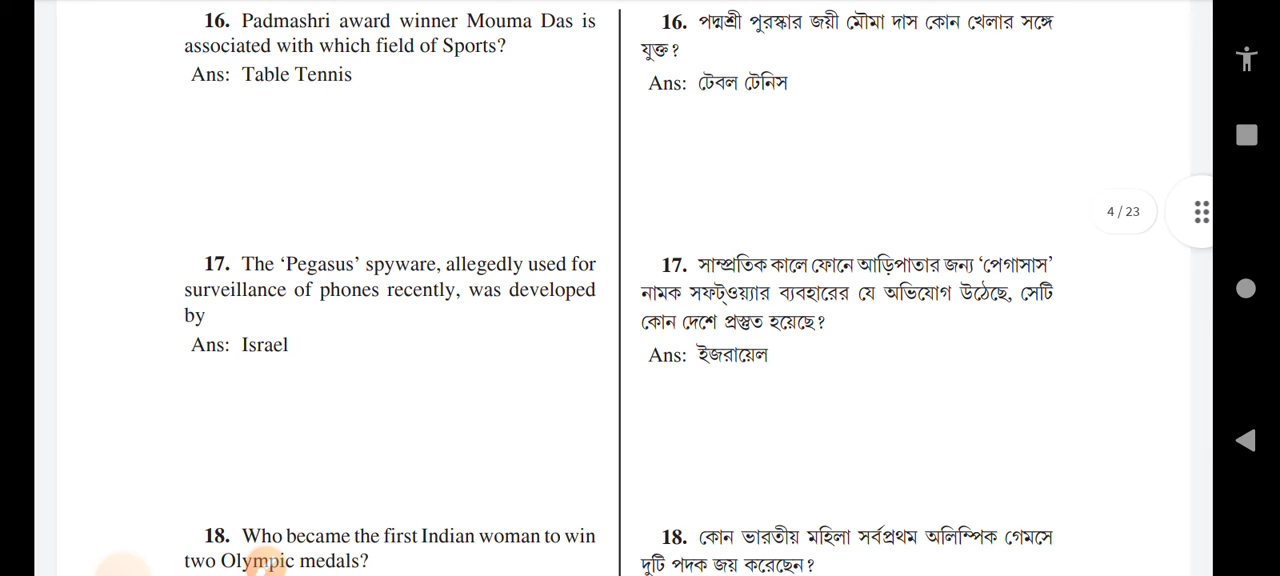 16. Padmashri award winner Mouma Das is
associated with which field of Sports?
Ans: Table Tennis
17. The ‘Pegasus’ spyware, allegedly used for
surveillance of phones recently, was developed
by
Ans: Israel
18. Who became the first Indian woman to win
two Olympic medals?
16. পদ্মশ্রী পুরস্কার জয়ী মৌমা দাস কোন খেলার সঙ্গে
যুক্ত?
Ans: টেবল টেনিস
17. সাম্প্রতিক কালে ফোনে আড়িপাতার জন্য ‘পেগাসাস’
নামক সফট্ওয়্যার ব্যবহারের যে অভিযোগ উঠেছে, সেটি
কোন দেশে প্রস্তুত হয়েছে?
Ans: ইজরায়েল
18. কোন ভারতীয় মহিলা সর্বপ্রথম অলিম্পিক গেমসে
দুটি পদক জয় করেছেন?
4 / 23